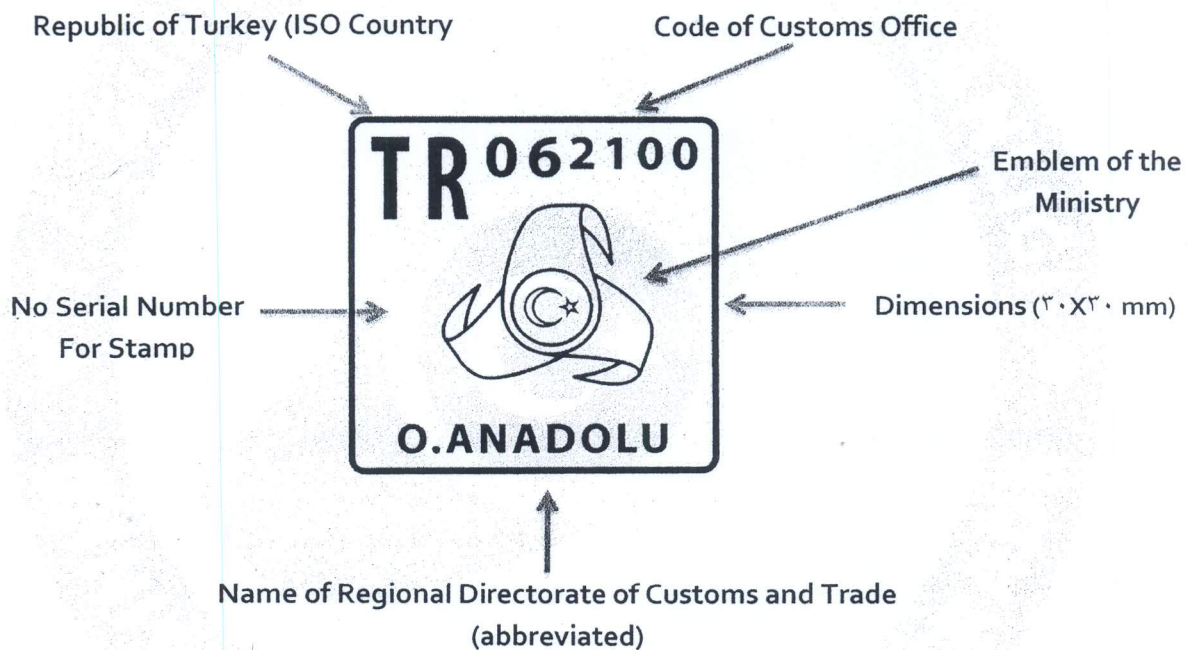 Republic of Turkey (ISO Country
Code of Customs Office
TR 062100
Emblem of the
Ministry
No Serial Number
For Stamp
Dimensions (٣٠X٣٠ mm)
O.ANADOLU
Name of Regional Directorate of Customs and Trade
(abbreviated)